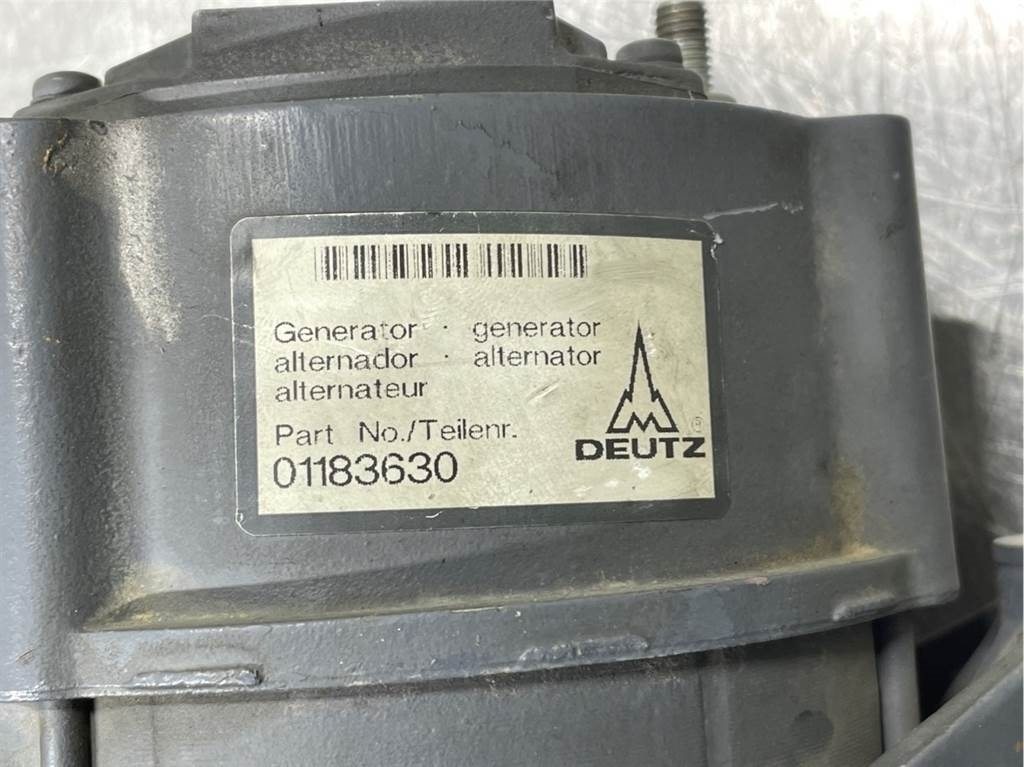 Generator · generator
alternador · alternator
alternateur
Part No./Teilenr.
01183630
®
DEUTZ